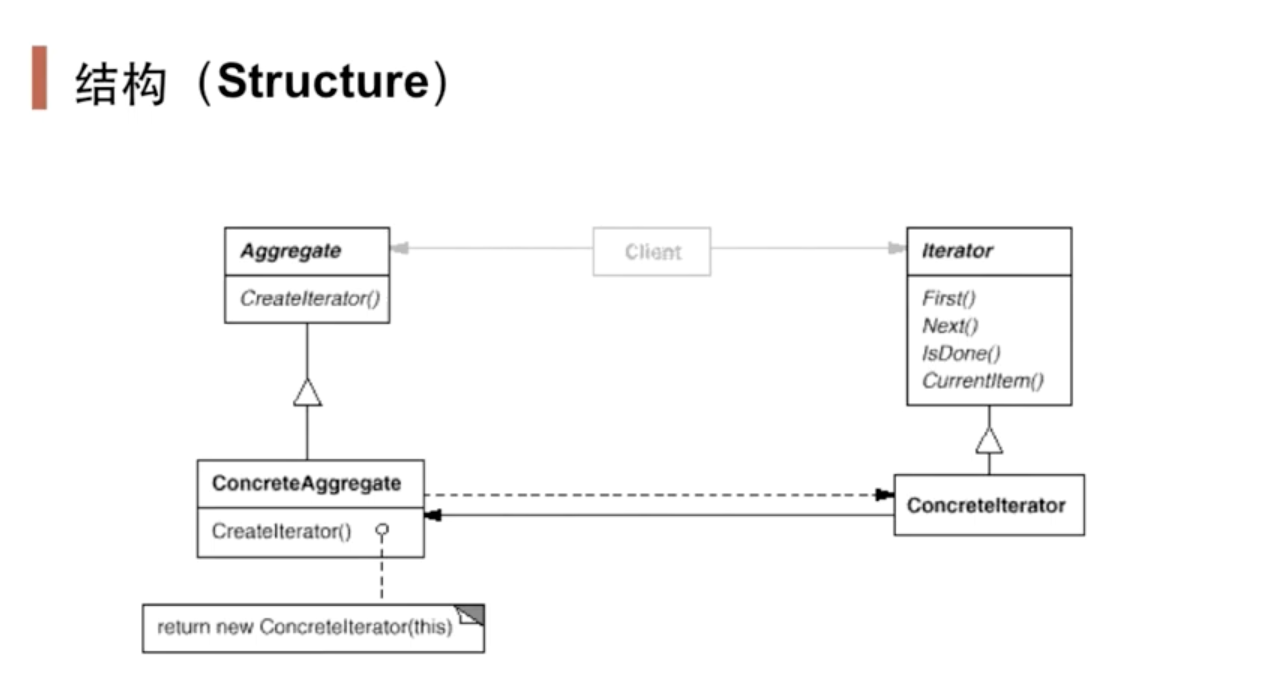 结构（Structure）
Aggregate
CreateIterator()
Client
Iterator
First()
Next()
IsDone()
CurrentItem()
ConcreteAggregate
CreateIterator()
ConcreteIterator
return new ConcreteIterator(this)